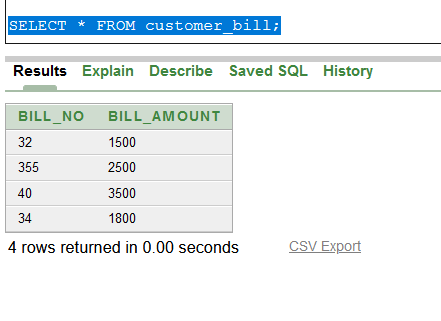 SELECT * FROM customer_bill;
Results Explain Describe Saved SQL History
BILL_NO BILL_AMOUNT
32 1500
355 2500
40 3500
34 1800
4 rows returned in 0.00 seconds CSV Export